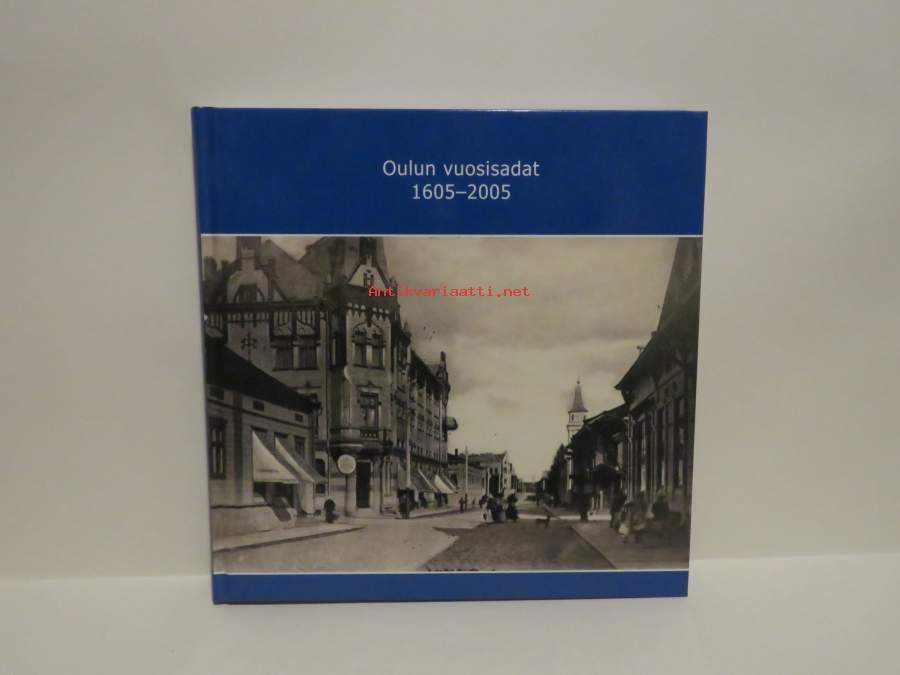 Oulun vuosisadat
1605–2005
Antikvariaatti.net